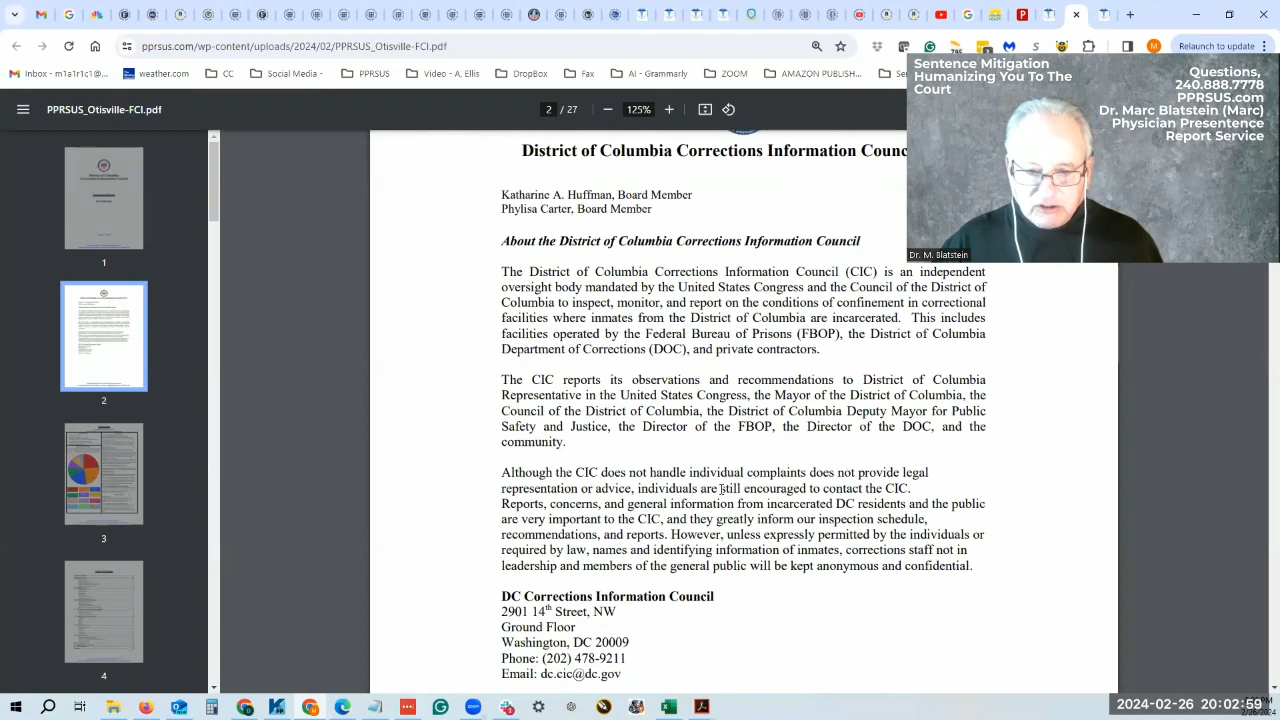 pprsus.com/wp-content/uploads/2024/02/PPRSUS_Otisville-FCI.pdf
Relaunch to update
Inbox - m1a1r1c1@...
PPRSUS
Video - A. Ellis
DropBox
Fax
AI - Grammarly
ZOOM
AMAZON PUBLISH...
PPRSUS_Otisville-FCI.pdf
2 / 27
125%
Sentence Mitigation
Humanizing You To The
Court
Questions,
240.888.7778
PPRSUS.com
Dr. Marc Blatstein (Marc)
Physician Presentence
Report Service
Dr. M. Blatstein
1
2
3
4
District of Columbia Corrections Information Counc
Katharine A. Huffman, Board Member
Phylisa Carter, Board Member
About the District of Columbia Corrections Information Council
The District of Columbia Corrections Information Council (CIC) is an independent
oversight body mandated by the United States Congress and the Council of the District of
Columbia to inspect, monitor, and report on the conditions of confinement in correctional
facilities where inmates from the District of Columbia are incarcerated. This includes
facilities operated by the Federal Bureau of Prisons (FBOP), the District of Columbia
Department of Corrections (DOC), and private contractors.
The CIC reports its observations and recommendations to District of Columbia
Representative in the United States Congress, the Mayor of the District of Columbia, the
Council of the District of Columbia, the District of Columbia Deputy Mayor for Public
Safety and Justice, the Director of the FBOP, the Director of the DOC, and the
community.
Although the CIC does not handle individual complaints does not provide legal
representation or advice, individuals are still encouraged to contact the CIC.
Reports, concerns, and general information from incarcerated DC residents and the public
are very important to the CIC, and they greatly inform our inspection schedule,
recommendations, and reports. However, unless expressly permitted by the individuals or
required by law, names and identifying information of inmates, corrections staff not in
leadership and members of the general public will be kept anonymous and confidential.
DC Corrections Information Council
2901 14th Street, NW
Ground Floor
Washington, DC 20009
Phone: (202) 478-9211
Email: dc.cic@dc.gov
2024-02-26 20:02:59